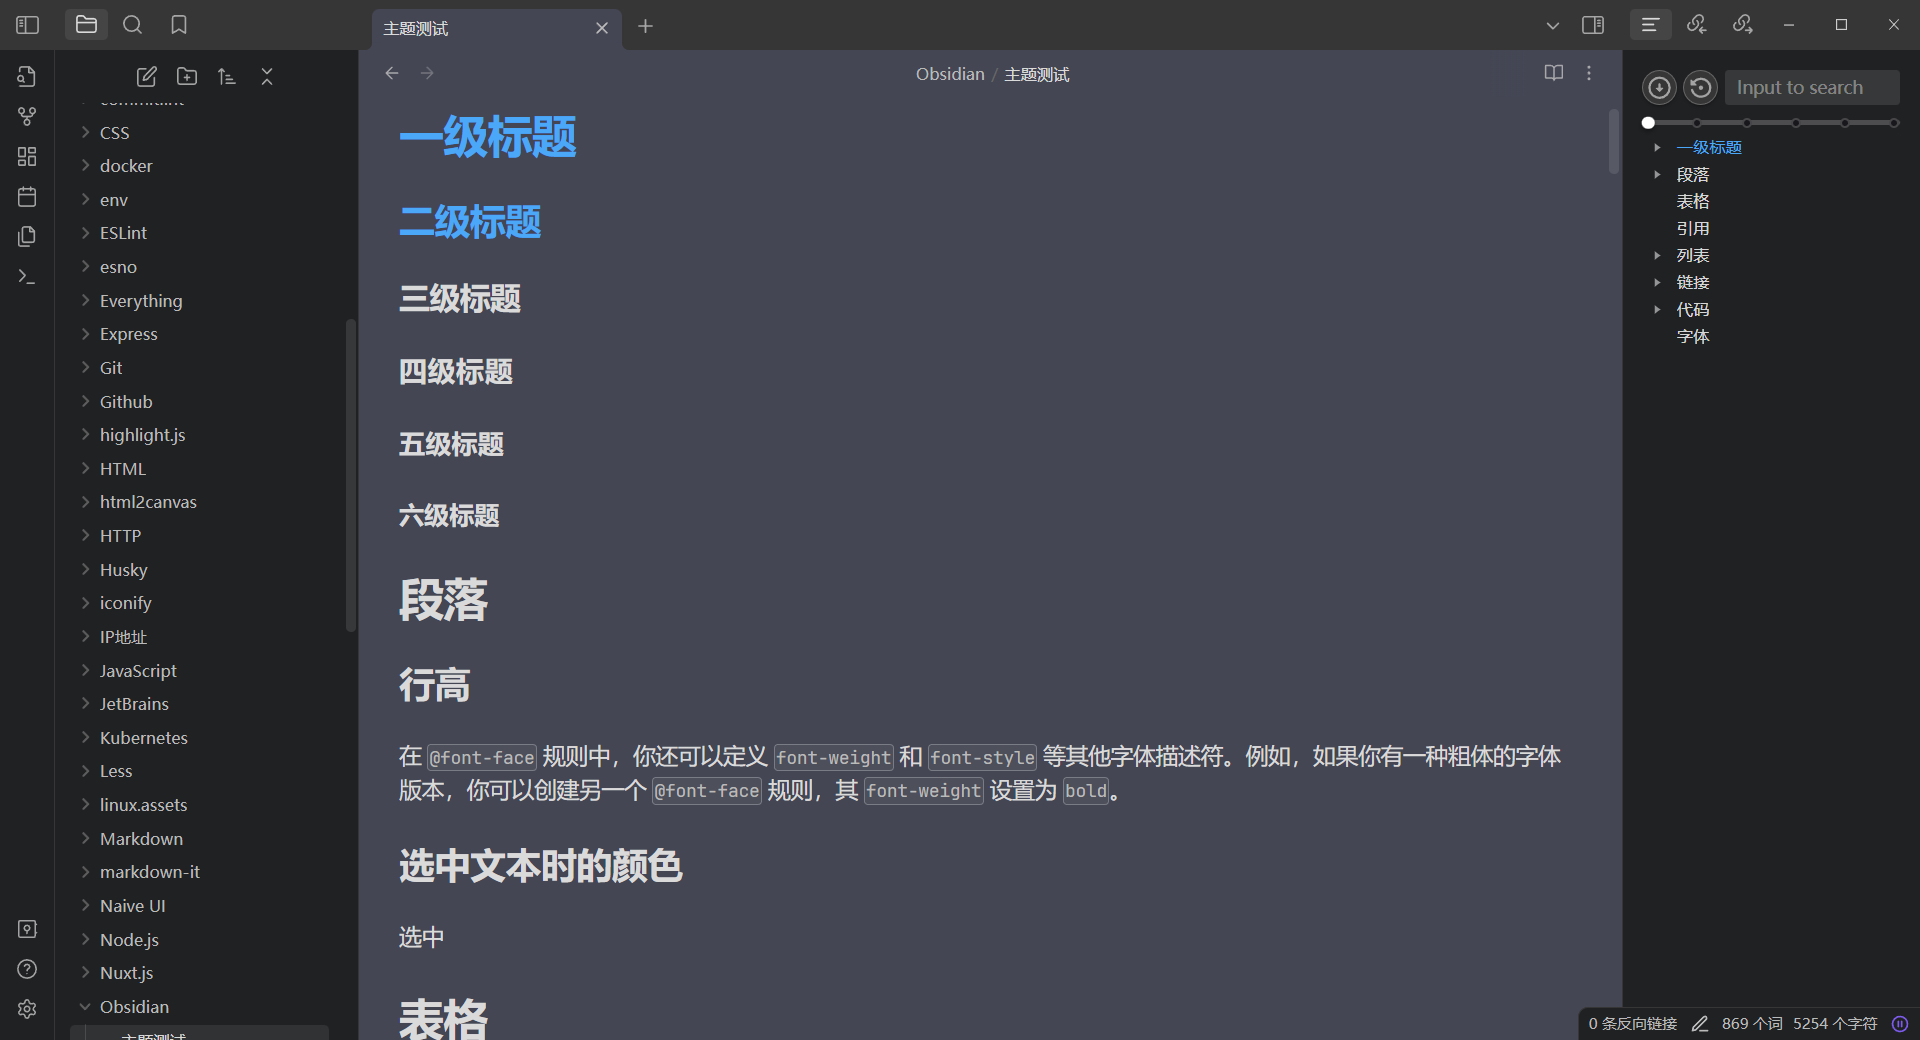 主题测试
Obsidian / 主题测试
commitlint
CSS
docker
env
ESLint
esno
Everything
Express
Git
Github
highlight.js
HTML
html2canvas
HTTP
Husky
iconify
IP地址
JavaScript
JetBrains
Kubernetes
Less
linux.assets
Markdown
markdown-it
Naive UI
Node.js
Nuxt.js
Obsidian
主题测试
一级标题
二级标题
三级标题
四级标题
五级标题
六级标题
段落
行高
在 @font-face 规则中，你还可以定义 font-weight 和 font-style 等其他字体描述符。例如，如果你有一种粗体的字体
版本，你可以创建另一个 @font-face 规则，其 font-weight 设置为 bold。
选中文本时的颜色
选中
表格
Input to search
一级标题
段落
表格
引用
列表
链接
代码
字体
0 条反向链接 869 个词 5254 个字符